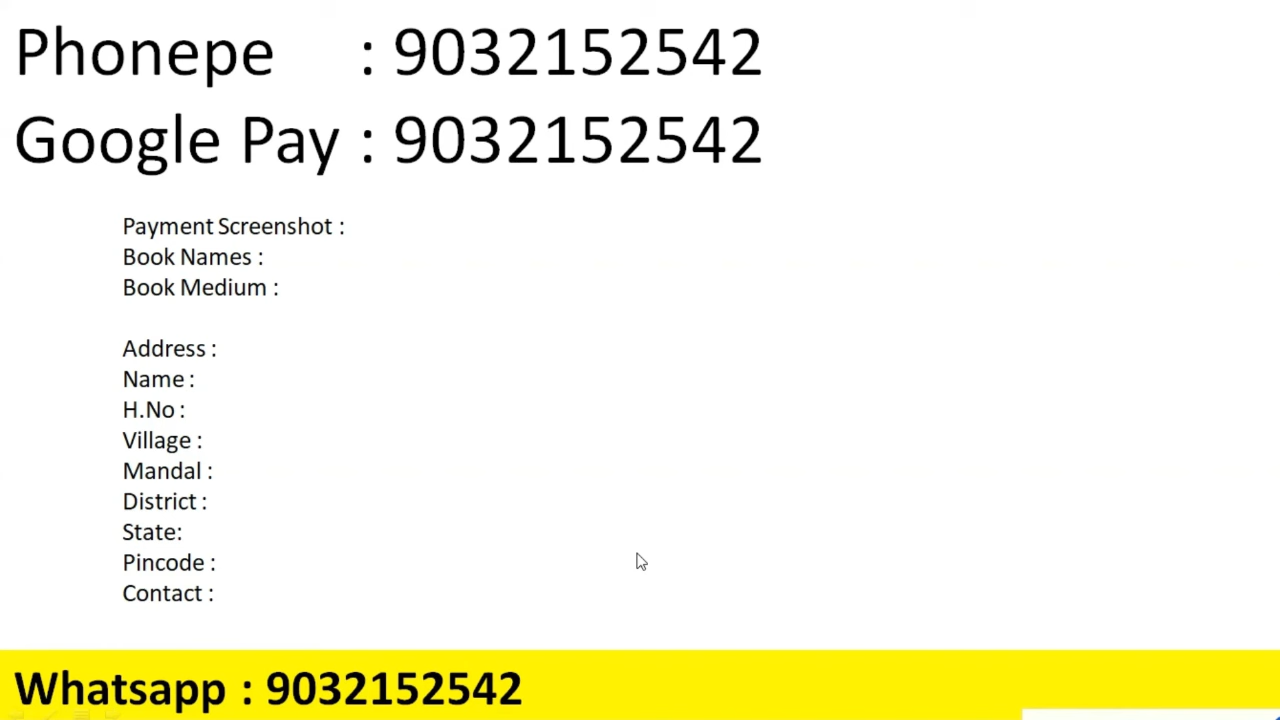 Phonepe : 9032152542
Google Pay : 9032152542
Payment Screenshot :
Book Names :
Book Medium :
Address :
Name :
H.No :
Village :
Mandal :
District :
State:
Pincode :
Contact :
Whatsapp : 9032152542